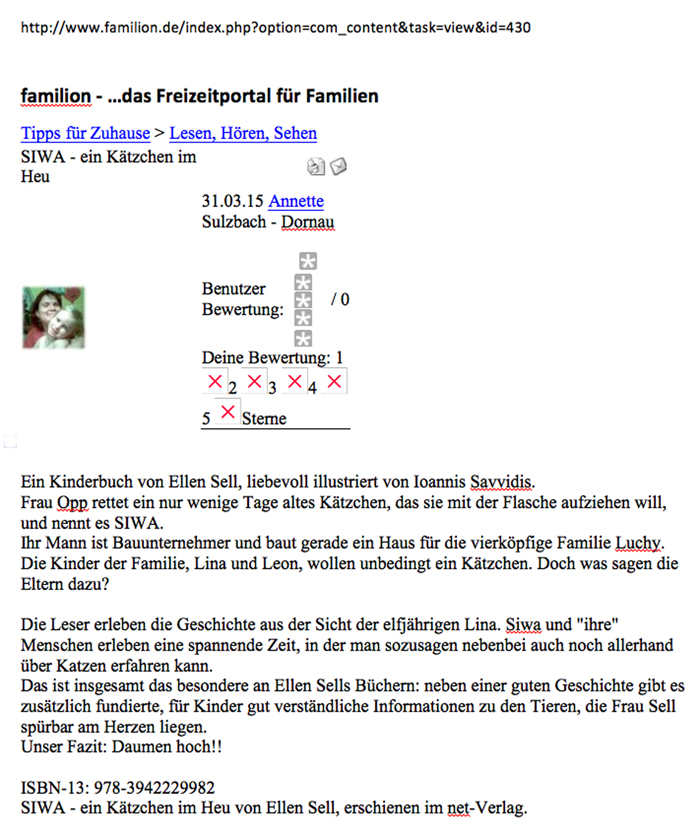 http://www.familion.de/index.php?option=com_content&task=view&id=430
familion - ...das Freizeitportal für Familien
Tipps für Zuhause > Lesen, Hören, Sehen
SIWA - ein Kätzchen im
Heu
31.03.15 Annette
Sulzbach - Dornau
Benutzer
Bewertung:
/ 0
Deine Bewertung: 1
2 3 4
5 Sterne
Ein Kinderbuch von Ellen Sell, liebevoll illustriert von Ioannis Savvidis.
Frau Opp rettet ein nur wenige Tage altes Kätzchen, das sie mit der Flasche aufziehen will,
und nennt es SIWA.
Ihr Mann ist Bauunternehmer und baut gerade ein Haus für die vierköpfige Familie Luchy.
Die Kinder der Familie, Lina und Leon, wollen unbedingt ein Kätzchen. Doch was sagen die
Eltern dazu?
Die Leser erleben die Geschichte aus der Sicht der elfjährigen Lina. Siwa und "ihre"
Menschen erleben eine spannende Zeit, in der man sozusagen nebenbei auch noch allerhand
über Katzen erfahren kann.
Das ist insgesamt das besondere an Ellen Sells Büchern: neben einer guten Geschichte gibt es
zusätzlich fundierte, für Kinder gut verständliche Informationen zu den Tieren, die Frau Sell
spürbar am Herzen liegen.
Unser Fazit: Daumen hoch!!
ISBN-13: 978-3942229982
SIWA - ein Kätzchen im Heu von Ellen Sell, erschienen im net-Verlag.